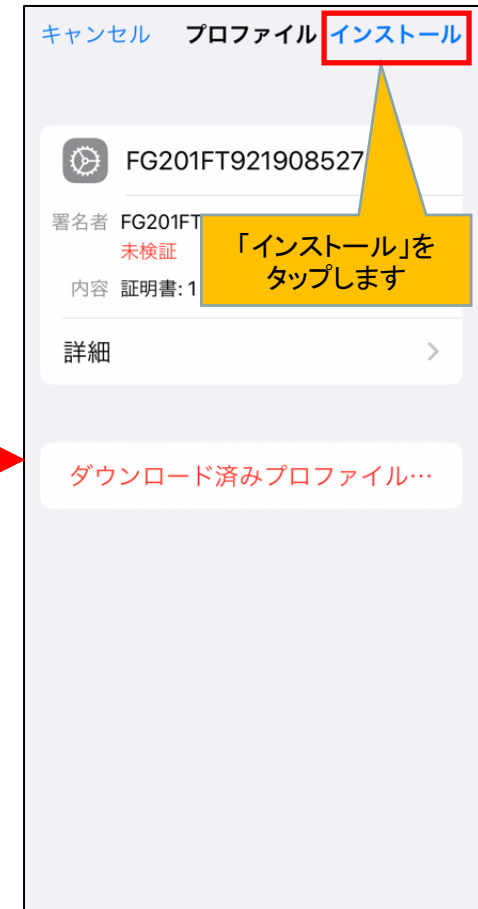 キャンセル プロファイル インストール
FG201FT921908527
署名者 FG201FT
未検証
「インストール」を
タップします
内容 証明書: 1
詳細
ダウンロード済みプロファイル…